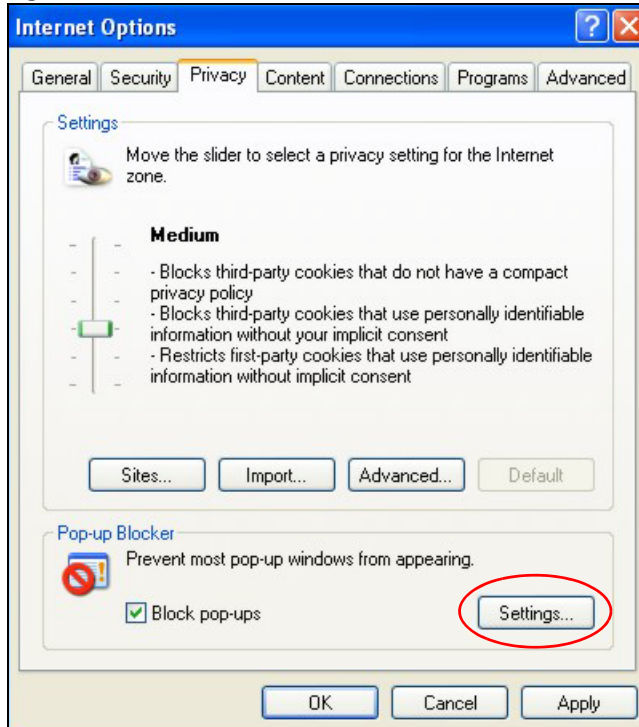 Internet Options
General Security Privacy Content Connections Programs Advanced
Settings
Move the slider to select a privacy setting for the Internet
zone.
Medium
- Blocks third-party cookies that do not have a compact
privacy policy
- Blocks third-party cookies that use personally identifiable
information without your implicit consent
- Restricts first-party cookies that use personally identifiable
information without implicit consent
Sites... Import... Advanced... Default
Pop-up Blocker
Prevent most pop-up windows from appearing.
Block pop-ups Settings...
OK Cancel Apply